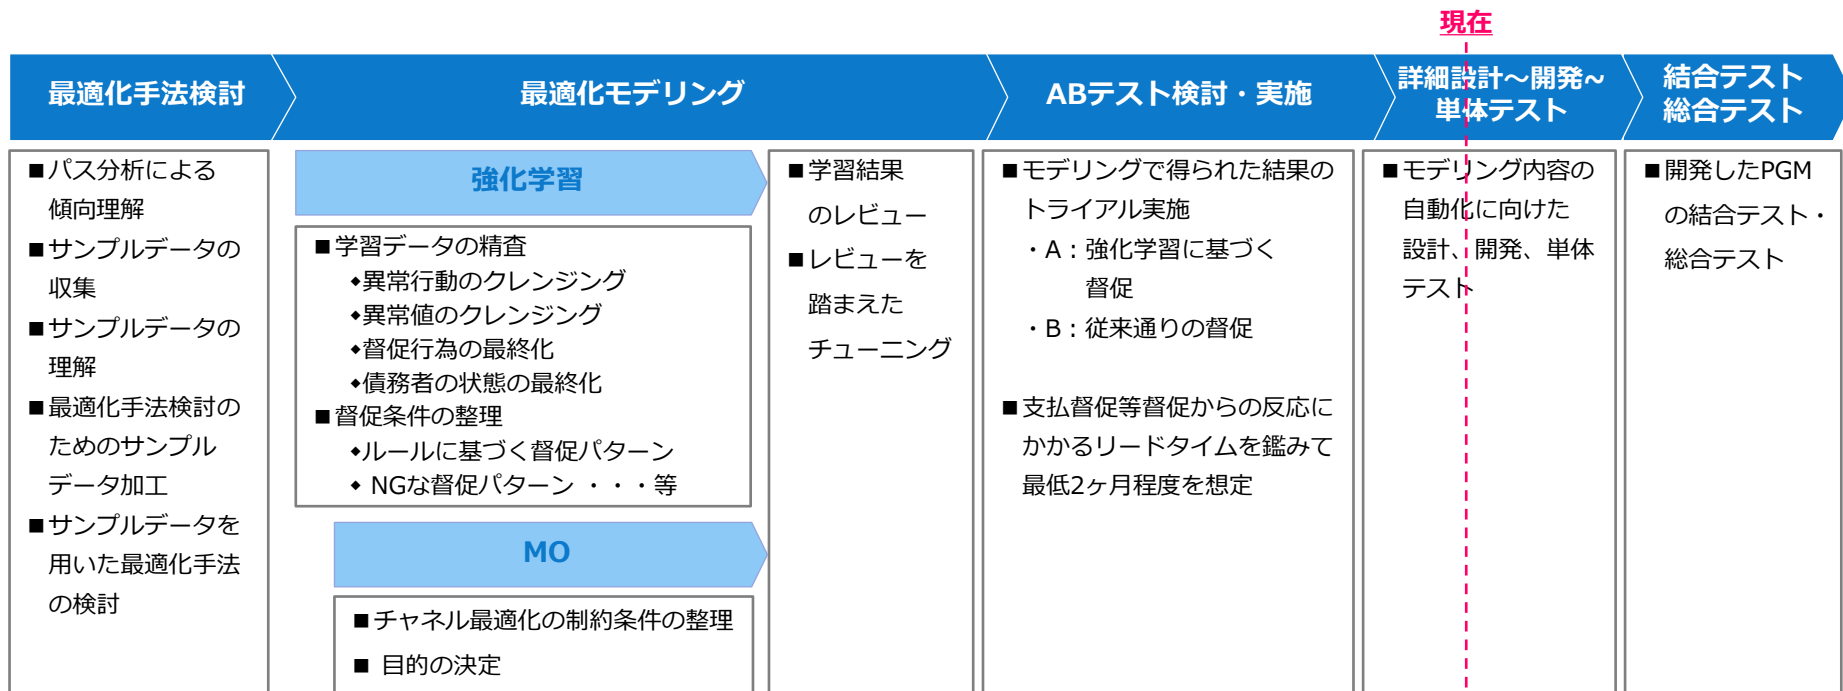 現在
最適化手法検討
最適化モデリング
ABテスト検討・実施
詳細設計～開発~
単体テスト
結合テスト
総合テスト
■パス分析による
傾向理解
■サンプルデータの
収集
■サンプルデータの
理解
■最適化手法検討の
ためのサンプル
データ加工
■サンプルデータを
用いた最適化手法
の検討
強化学習
■学習データの精査
◆異常行動のクレンジング
◆異常値のクレンジング
◆督促行為の最終化
◆債務者の状態の最終化
■督促条件の整理
◆ルールに基づく督促パターン
◆ NGな督促パターン ・・・等
MO
■チャネル最適化の制約条件の整理
■ 目的の決定
■学習結果
のレビュー
■レビューを
踏まえた
チューニング
■モデリングで得られた結果の
トライアル実施
・A：強化学習に基づく
督促
・B：従来通りの督促
■支払督促等督促からの反応に
かかるリードタイムを鑑みて
最低2ヶ月程度を想定
■モデリング内容の
自動化に向けた
設計、開発、単体
テスト
■開発したPGM
の結合テスト・
総合テスト